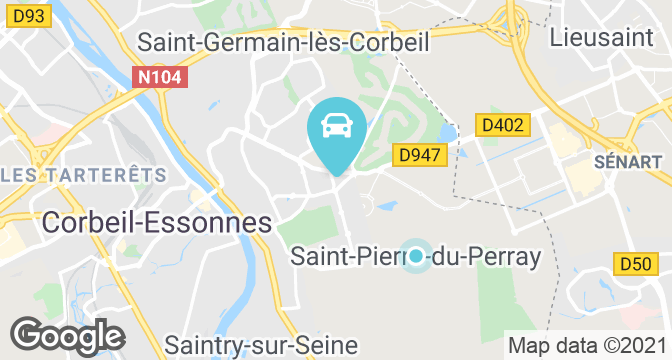 D93
Saint-Germain-lès-Corbeil
Lieusaint
N104
D402
D947
SÉNART
LES TARTERÊTS
Corbeil-Essonnes
Saint-Pierre-du-Perray
D50
Google
Saintry-sur-Seine
Map data ©2021